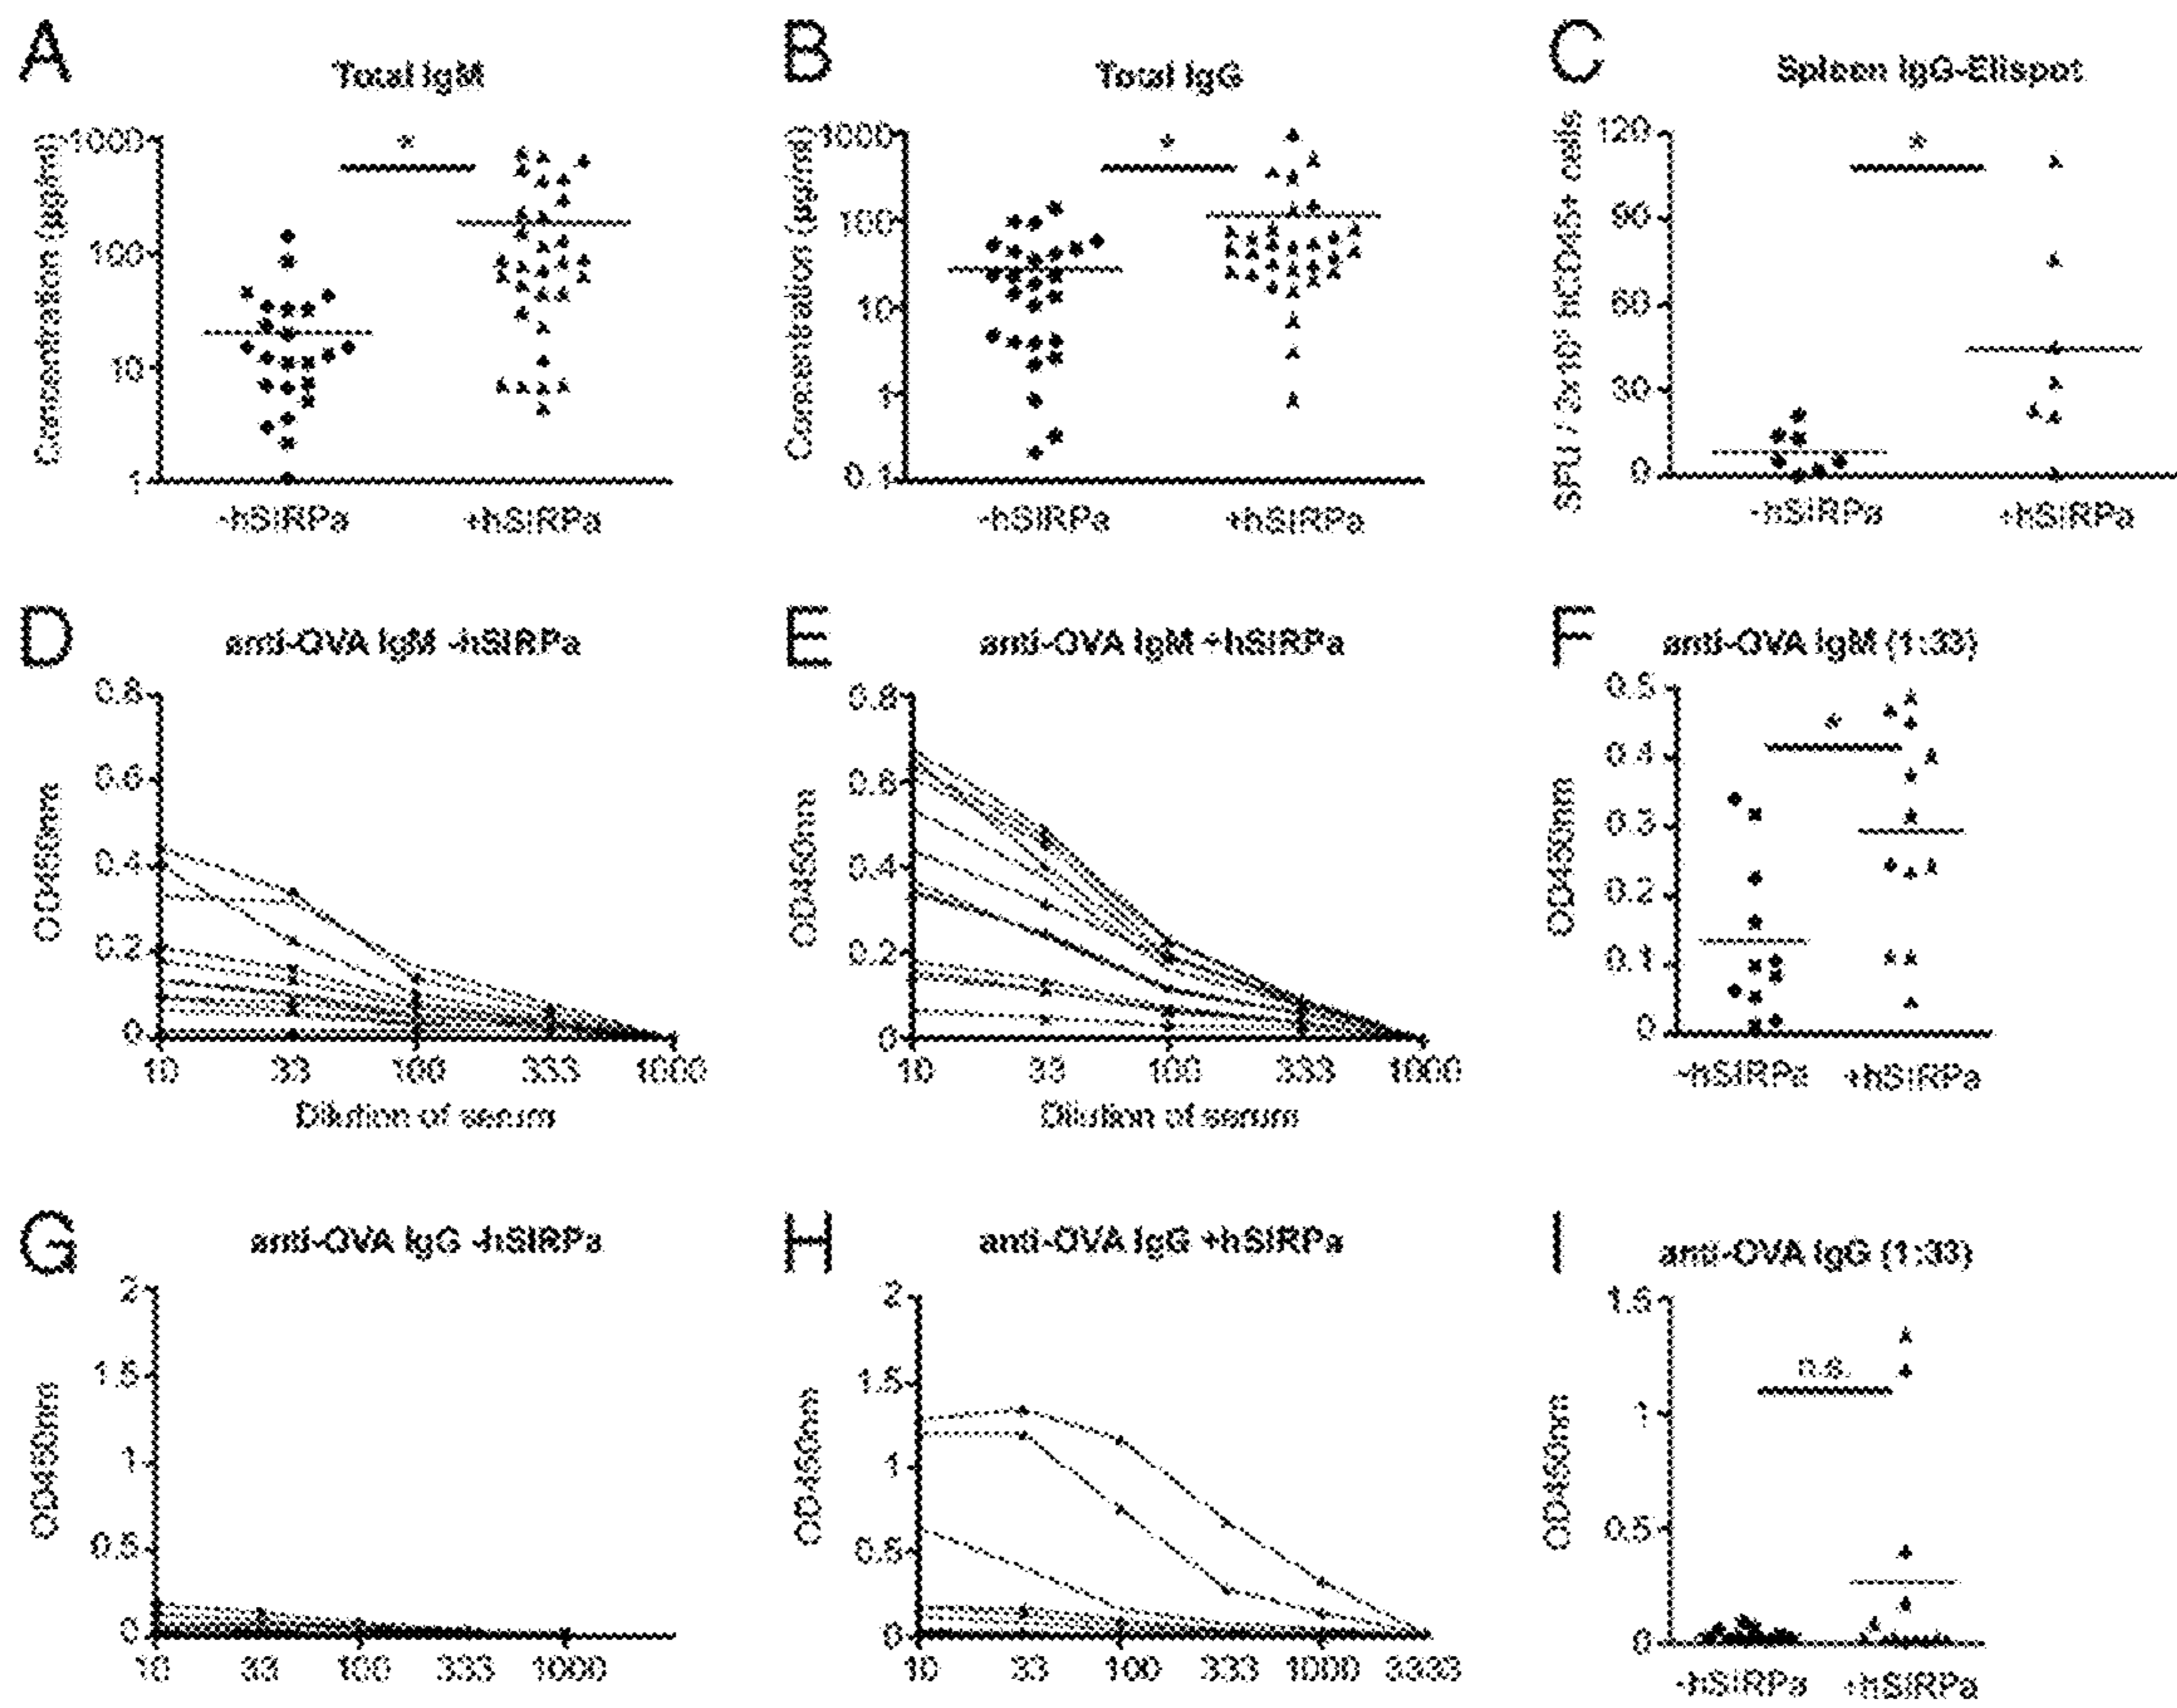 A
Total IgM
Concentration (µg/ml)
1000
100
10
1
*
-hSIRPa
+hSIRPa
B
Total IgG
Concentration (µg/ml)
1000
100
10
1
0.1
*
-hSIRPa
+hSIRPa
C
Spleen IgG-Elispot
hCD45+ cells
120
90
60
30
0
*
-hSIRPa
+hSIRPa
D
anti-OVA IgM -hSIRPa
OD450nm
0.8
0.6
0.4
0.2
0
10
33
100
333
1000
Dilution of serum
E
anti-OVA IgM +hSIRPa
OD450nm
0.8
0.6
0.4
0.2
0
10
33
100
333
1000
Dilution of serum
F
anti-OVA IgM (1:33)
OD450nm
0.5
0.4
0.3
0.2
0.1
0
*
-hSIRPa
+hSIRPa
G
anti-OVA IgG -hSIRPa
OD450nm
2
1.5
1
0.5
0
10
33
100
333
1000
H
anti-OVA IgG +hSIRPa
OD450nm
2
1.5
1
0.5
0
10
33
100
333
1000
3333
I
anti-OVA IgG (1:33)
OD450nm
1.5
1
0.5
0
n.s.
-hSIRPa
+hSIRPa